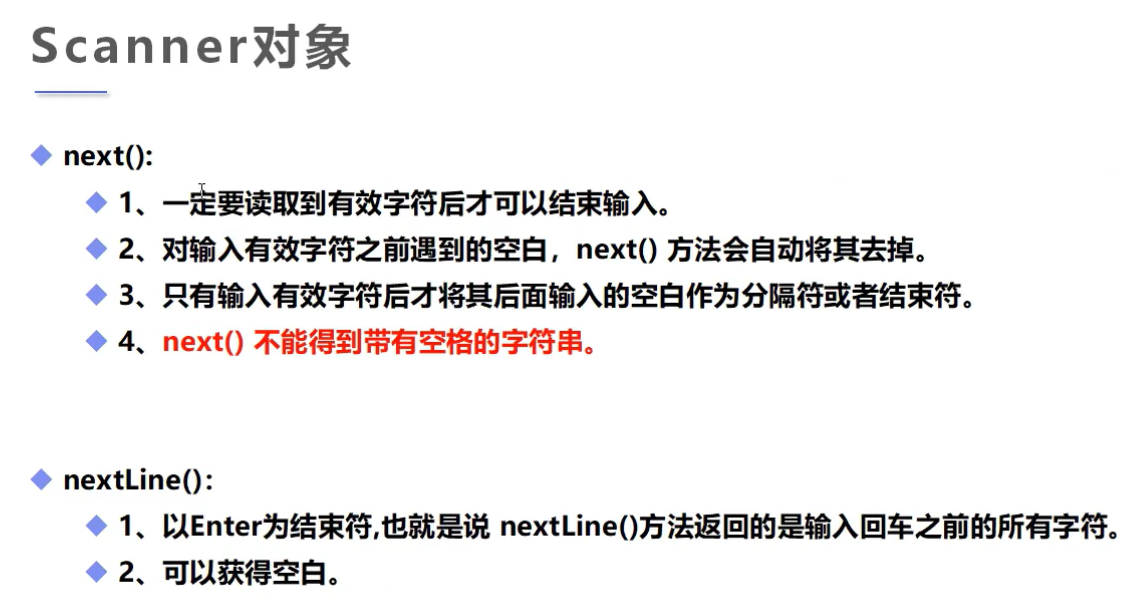 Scanner对象
next():
1、一定要读取到有效字符后才可以结束输入。
2、对输入有效字符之前遇到的空白，next() 方法会自动将其去掉。
3、只有输入有效字符后才将其后面输入的空白作为分隔符或者结束符。
4、next() 不能得到带有空格的字符串。
nextLine()：
1、以Enter为结束符,也就是说 nextLine()方法返回的是输入回车之前的所有字符。
2、可以获得空白。